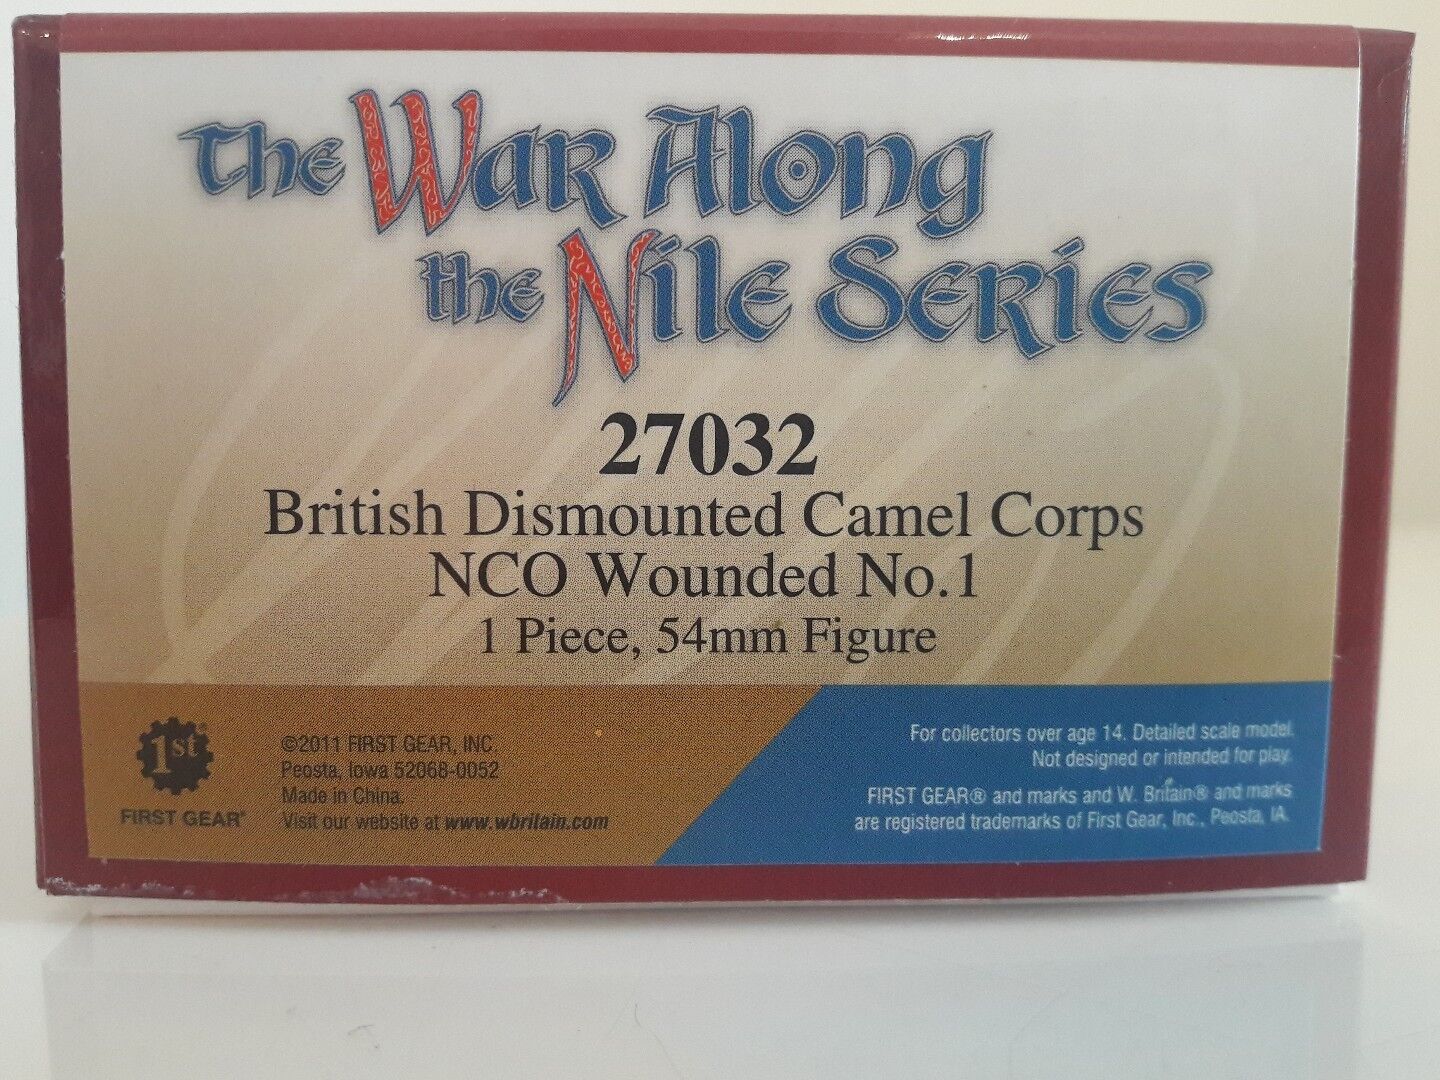 The War Along
the Nile Series
27032
British Dismounted Camel Corps
NCO Wounded No.1
1 Piece, 54mm Figure
1st
FIRST GEAR®
©2011 FIRST GEAR, INC.
Peosta, Iowa 52068-0052
Made in China.
Visit our website at www.wbritain.com
For collectors over age 14. Detailed scale model.
Not designed or intended for play.
FIRST GEAR® and marks and W. Britain® and marks
are registered trademarks of First Gear, Inc., Peosta, IA.